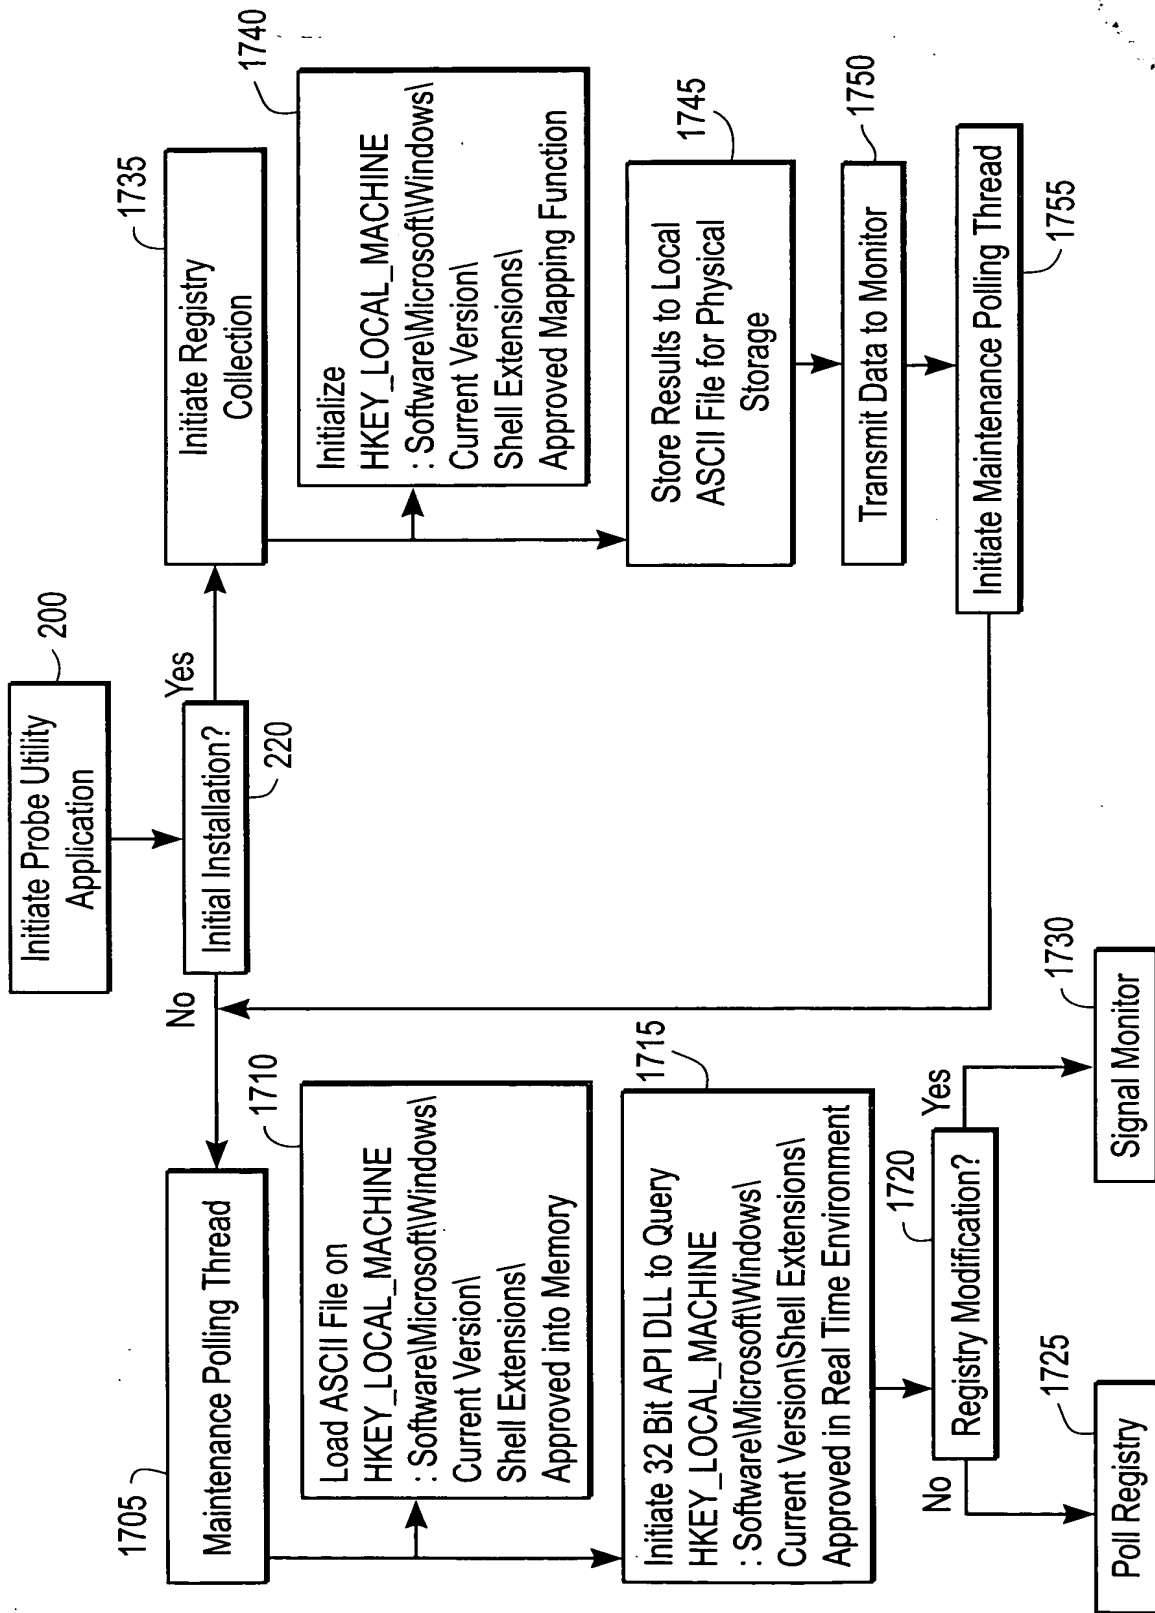 Initiate Probe Utility
Application
200
Initial Installation?
220
No
Yes
1705
Maintenance Polling Thread
1710
Load ASCII File on
HKEY_LOCAL_MACHINE
: Software\Microsoft\Windows\
Current Version\
Shell Extensions\
Approved into Memory
1715
Initiate 32 Bit API DLL to Query
HKEY_LOCAL_MACHINE
: Software\Microsoft\Windows\
Current Version\Shell Extensions\
Approved in Real Time Environment
1720
Registry Modification?
No
Yes
1725
Poll Registry
1730
Signal Monitor
1735
Initiate Registry
Collection
1740
Initialize
HKEY_LOCAL_MACHINE
: Software\Microsoft\Windows\
Current Version\
Shell Extensions\
Approved Mapping Function
1745
Store Results to Local
ASCII File for Physical
Storage
1750
Transmit Data to Monitor
1755
Initiate Maintenance Polling Thread